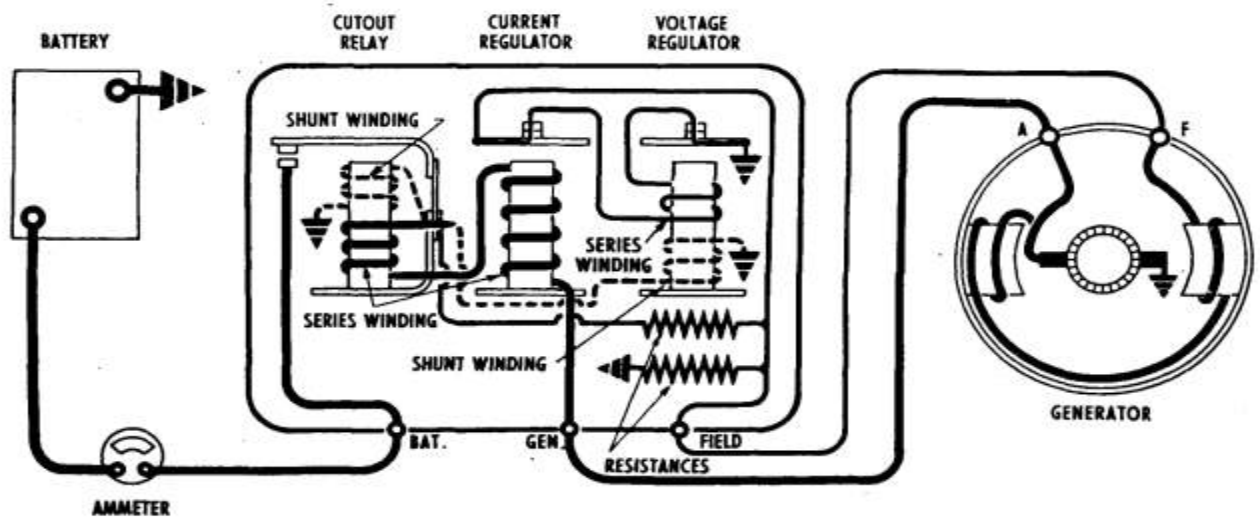 CUTOUT
RELAY
CURRENT
REGULATOR
VOLTAGE
REGULATOR
BATTERY
SHUNT WINDING
A
F
SERIES
WINDING
SERIES WINDING
SHUNT WINDING
GENERATOR
BAT.
GEN.
FIELD
RESISTANCES
AMMETER